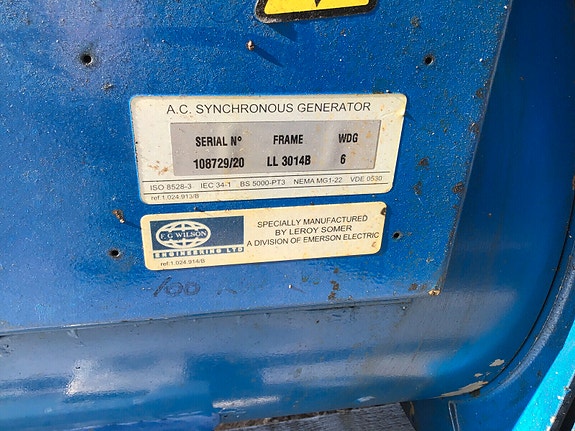 A.C. SYNCHRONOUS GENERATOR
SERIAL Nº FRAME WDG
108729/20 LL 3014B 6
ISO 8528-3 IEC 34-1 BS 5000-PT3 NEMA MG1-22 VDE 0530
ref:1.024.913/B
F G WILSON
ENGINEERING LTD
ref:1.024.914/B
SPECIALLY MANUFACTURED
BY LEROY SOMER
A DIVISION OF EMERSON ELECTRIC